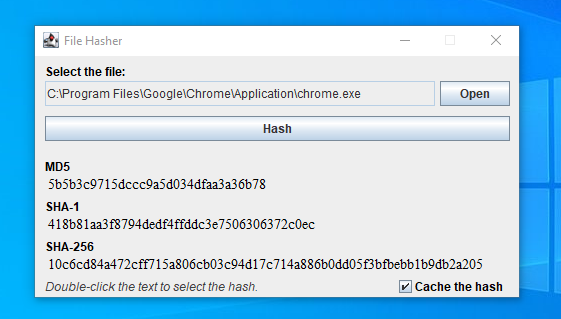 File Hasher
Select the file:
C:\Program Files\Google\Chrome\Application\chrome.exe
Open
Hash
MD5
5b5b3c9715dccc9a5d034dfaa3a36b78
SHA-1
418b81aa3f8794dedf4ffddc3e7506306372c0ec
SHA-256
10c6cd84a472cff715a806cb03c94d17c714a886b0dd05f3bfbebb1b9db2a205
Double-click the text to select the hash.
Cache the hash